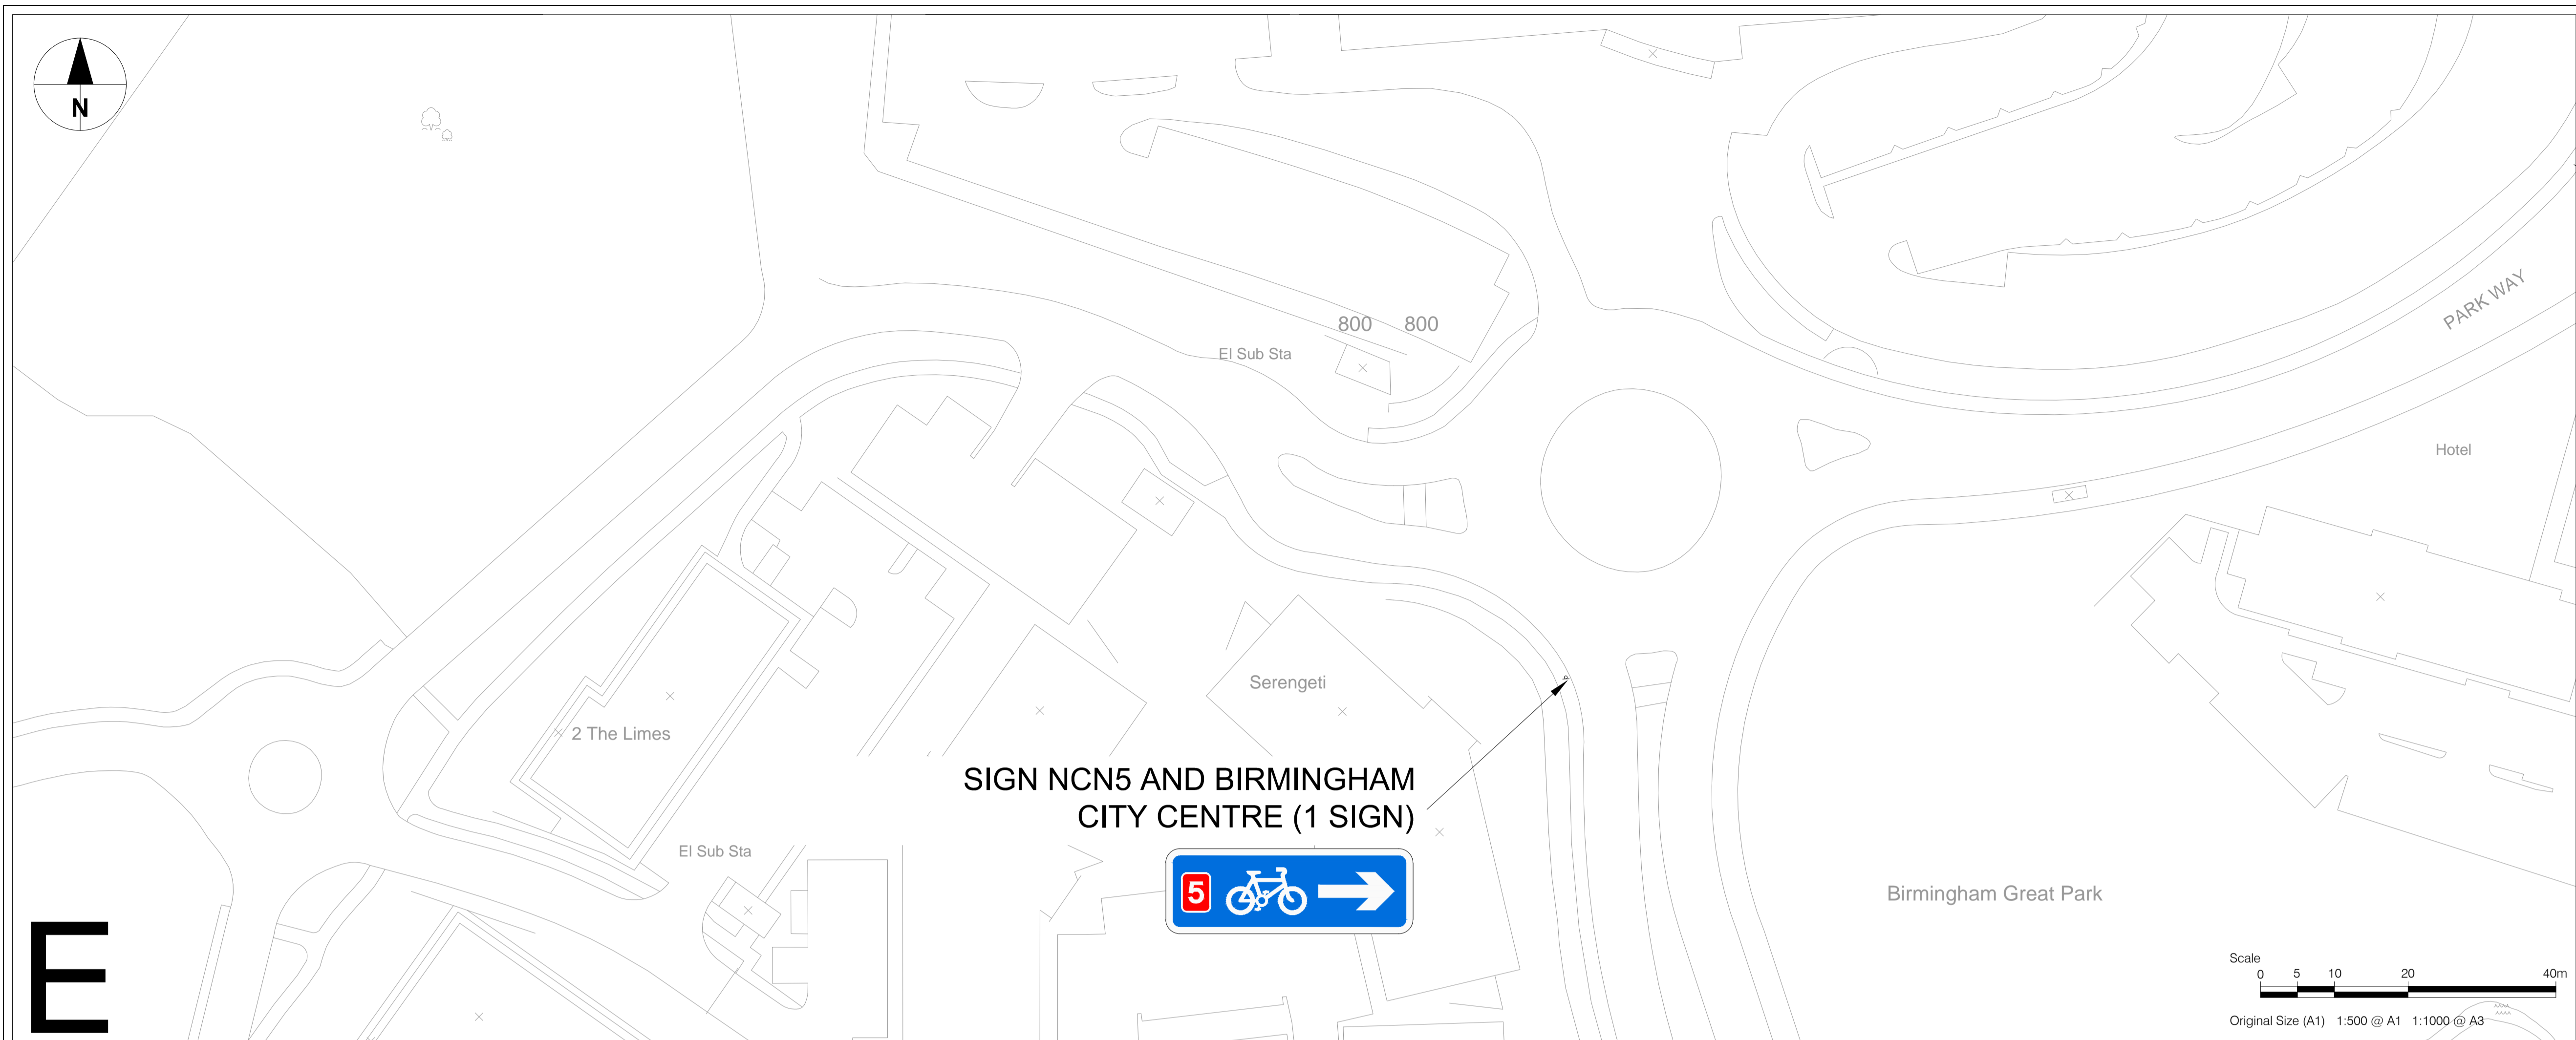 N
800 800
El Sub Sta
PARK WAY
Hotel
Serengeti
2 The Limes
SIGN NCN5 AND BIRMINGHAM
CITY CENTRE (1 SIGN)
El Sub Sta
5
Birmingham Great Park
E
Scale
0 5 10 20 40m
Original Size (A1) 1:500 @ A1 1:1000 @ A3